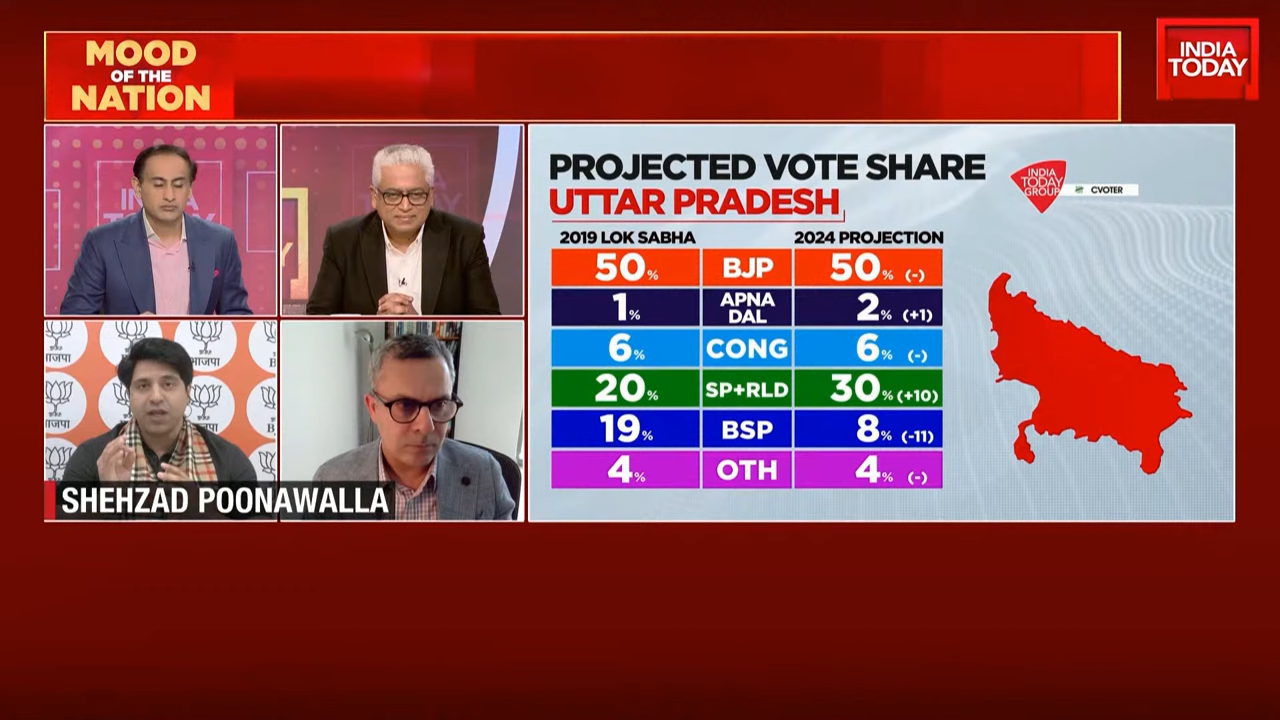 MOOD
OF THE
NATION
INDIA
TODAY
PROJECTED VOTE SHARE
UTTAR PRADESH
INDIA
TODAY
GROUP
CVOTER
2019 LOK SABHA
2024 PROJECTION
50% BJP 50% (-)
1% APNA DAL 2% (+1)
6% CONG 6% (-)
20% SP+RLD 30% (+10)
19% BSP 8% (-11)
4% OTH 4% (-)
भाजपा
SHEHZAD POONAWALLA